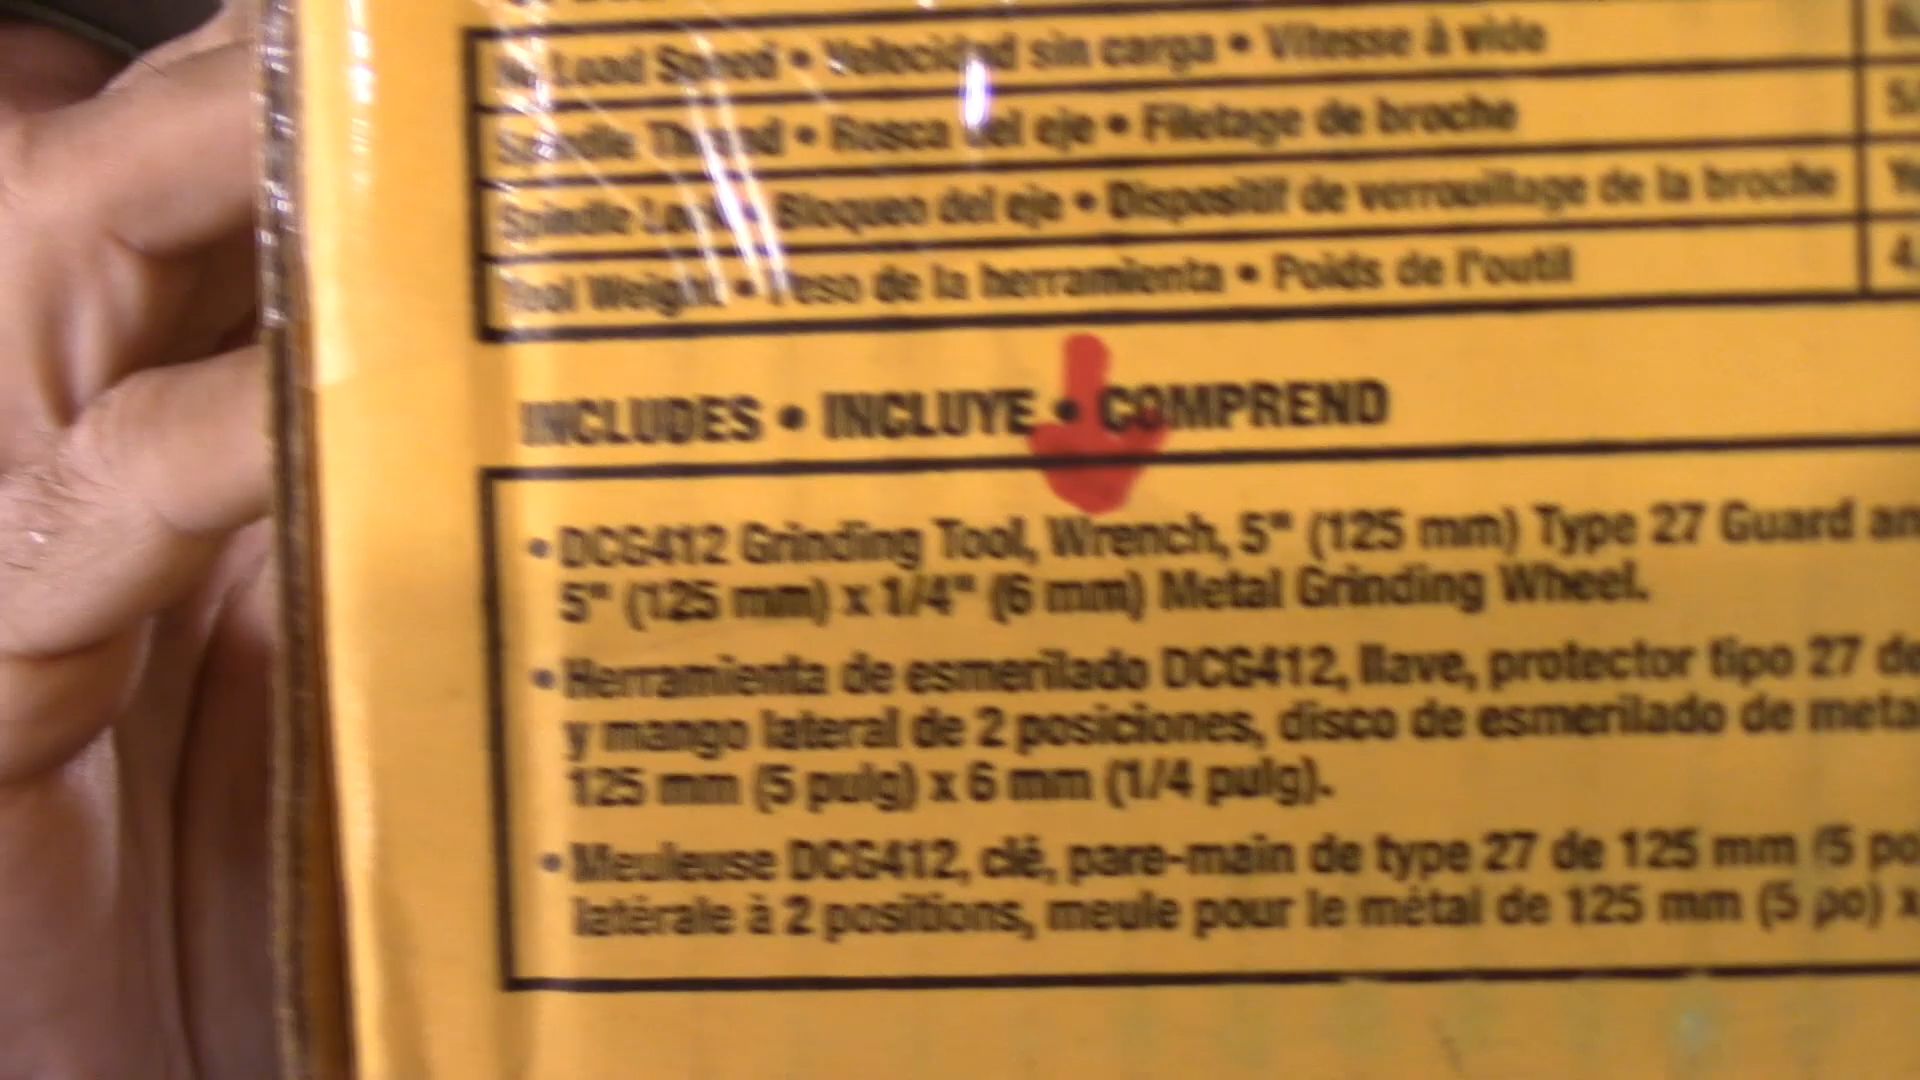 No Load Speed • Velocidad sin carga • Vitesse à vide
Spindle Thread • Rosca del eje • Filetage de broche
Spindle Lock • Bloqueo del eje • Dispositif de verrouillage de la broche
Tool Weight • Peso de la herramienta • Poids de l'outil
INCLUDES • INCLUYE • COMPREND
• DCG412 Grinding Tool, Wrench, 5" (125 mm) Type 27 Guard
5" (125 mm) x 1/4" (6 mm) Metal Grinding Wheel.
• Herramienta de esmerilado DCG412, llave, protector tipo 27 de
y mango lateral de 2 posiciones, disco de esmerilado de
125 mm (5 pulg) x 6 mm (1/4 pulg).
• Meuleuse DCG412, clé, pare-main de type 27 de 125 mm (5
latérale à 2 positions, meule pour le métal de 125 mm (5 po) x